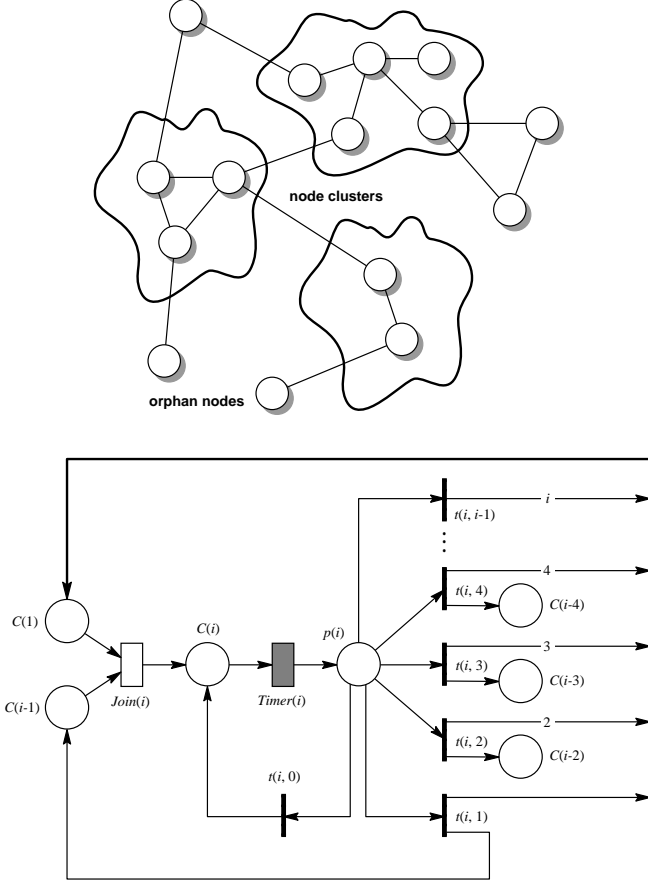 node clusters
orphan nodes
i
t(i, i-1)
4
t(i, 4)
C(i-4)
C(1)
C(i)
p(i)
3
t(i, 3)
C(i-3)
C(i-1)
Join(i)
Timer(i)
2
t(i, 2)
C(i-2)
t(i, 0)
t(i, 1)